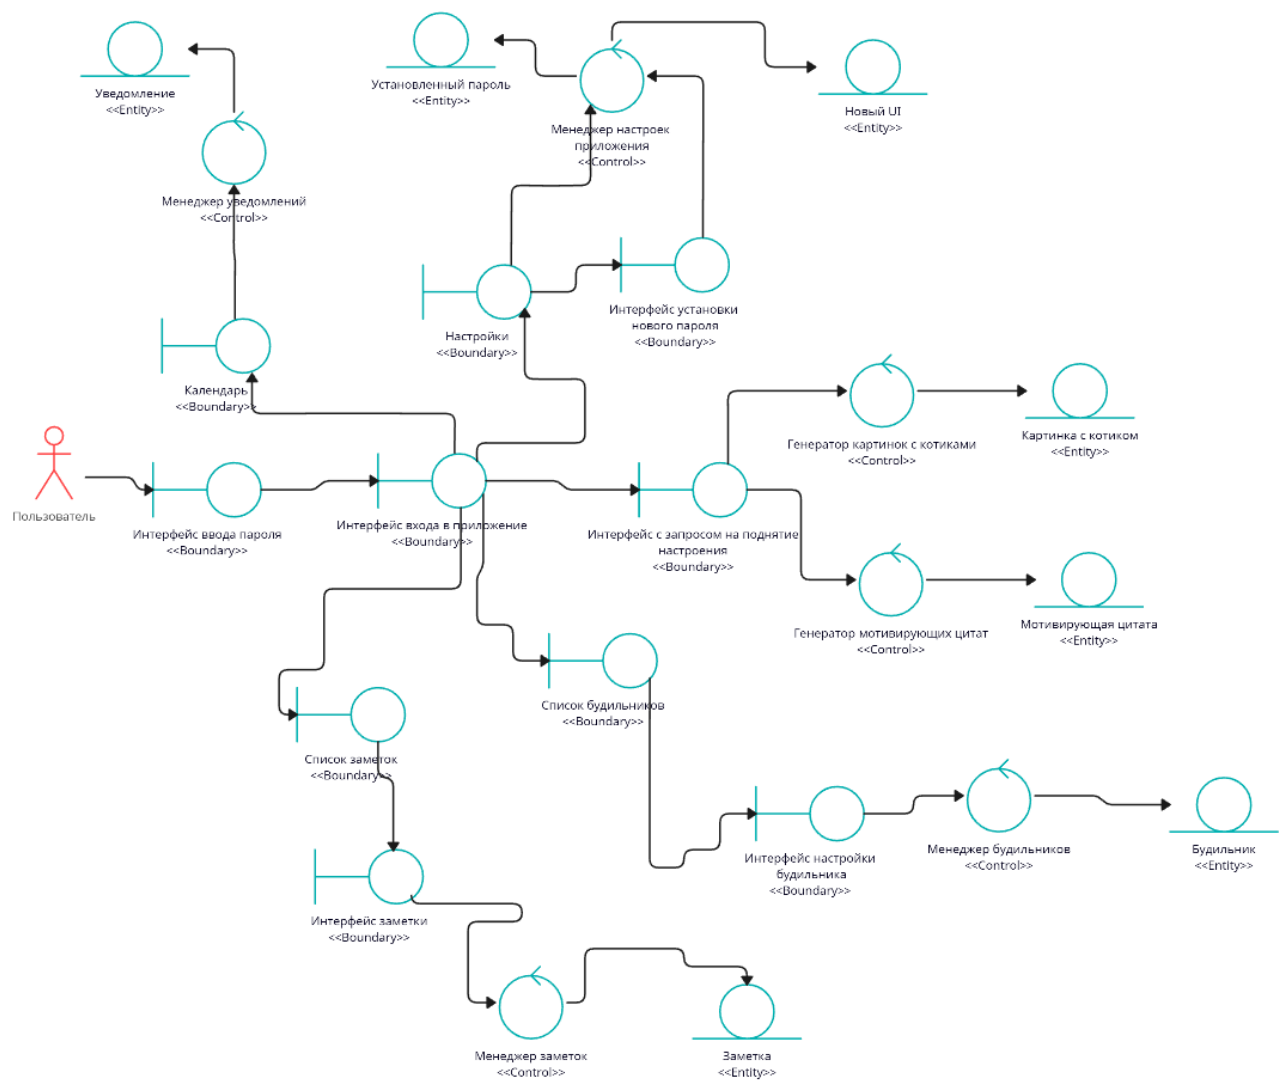 Уведомление
<<Entity>>
Установленный пароль
<<Entity>>
Новый UI
<<Entity>>
Менеджер настроек
приложения
<<Control>>
Менеджер уведомлений
<<Control>>
Интерфейс установки
нового пароля
<<Boundary>>
Настройки
<<Boundary>>
Календарь
<<Boundary>>
Генератор картинок с котиками
<<Control>>
Картинка с котиком
<<Entity>>
Пользователь
Интерфейс ввода пароля
<<Boundary>>
Интерфейс входа в приложение
<<Boundary>>
Интерфейс с запросом на поднятие
настроения
<<Boundary>>
Генератор мотивирующих цитат
<<Control>>
Мотивирующая цитата
<<Entity>>
Список будильников
<<Boundary>>
Список заметок
<<Boundary>>
Интерфейс настройки
будильника
<<Boundary>>
Менеджер будильников
<<Control>>
Будильник
<<Entity>>
Интерфейс заметки
<<Boundary>>
Менеджер заметок
<<Control>>
Заметка
<<Entity>>